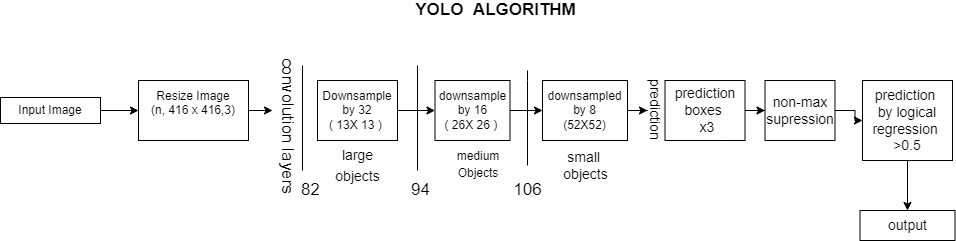 YOLO ALGORITHM
Input Image
Resize Image
(n, 416 x 416,3)
convolution layers
82
Downsample
by 32
( 13X 13 )
large
objects
94
downsample
by 16
( 26X 26 )
medium
Objects
106
downsampled
by 8
(52X52)
small
objects
prediction
prediction
boxes
x3
non-max
supression
prediction
by logical
regression
>0.5
output